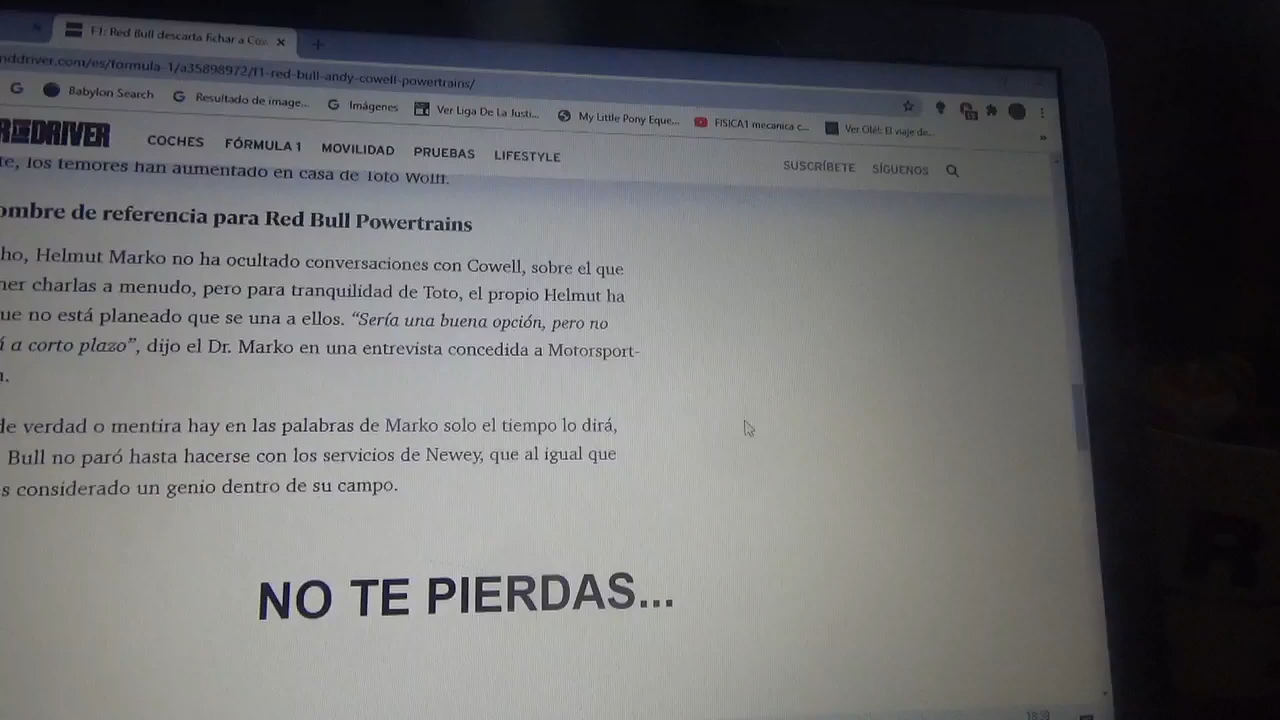 F1: Red Bull descarta fichar a Cow
nddriver.com/es/formula-1/a35898972/f1-red-bull-andy-cowell-powertrains/
Babylon Search
Resultado de image...
Imágenes
Ver Liga De La Justi...
My Little Pony Eque...
FISICA1 mecanica c...
Ver Olé!: El viaje de...
»
R DRIVER
COCHES
FÓRMULA 1
MOVILIDAD
PRUEBAS
LIFESTYLE
SUSCRÍBETE
SÍGUENOS
te, los temores han aumentado en casa de Toto Wolff.
ombre de referencia para Red Bull Powertrains
ho, Helmut Marko no ha ocultado conversaciones con Cowell, sobre el que
ner charlas a menudo, pero para tranquilidad de Toto, el propio Helmut ha
ue no está planeado que se una a ellos. “Sería una buena opción, pero no
á a corto plazo”, dijo el Dr. Marko en una entrevista concedida a Motorsport-
de verdad o mentira hay en las palabras de Marko solo el tiempo lo dirá,
Bull no paró hasta hacerse con los servicios de Newey, que al igual que
s considerado un genio dentro de su campo.
NO TE PIERDAS...